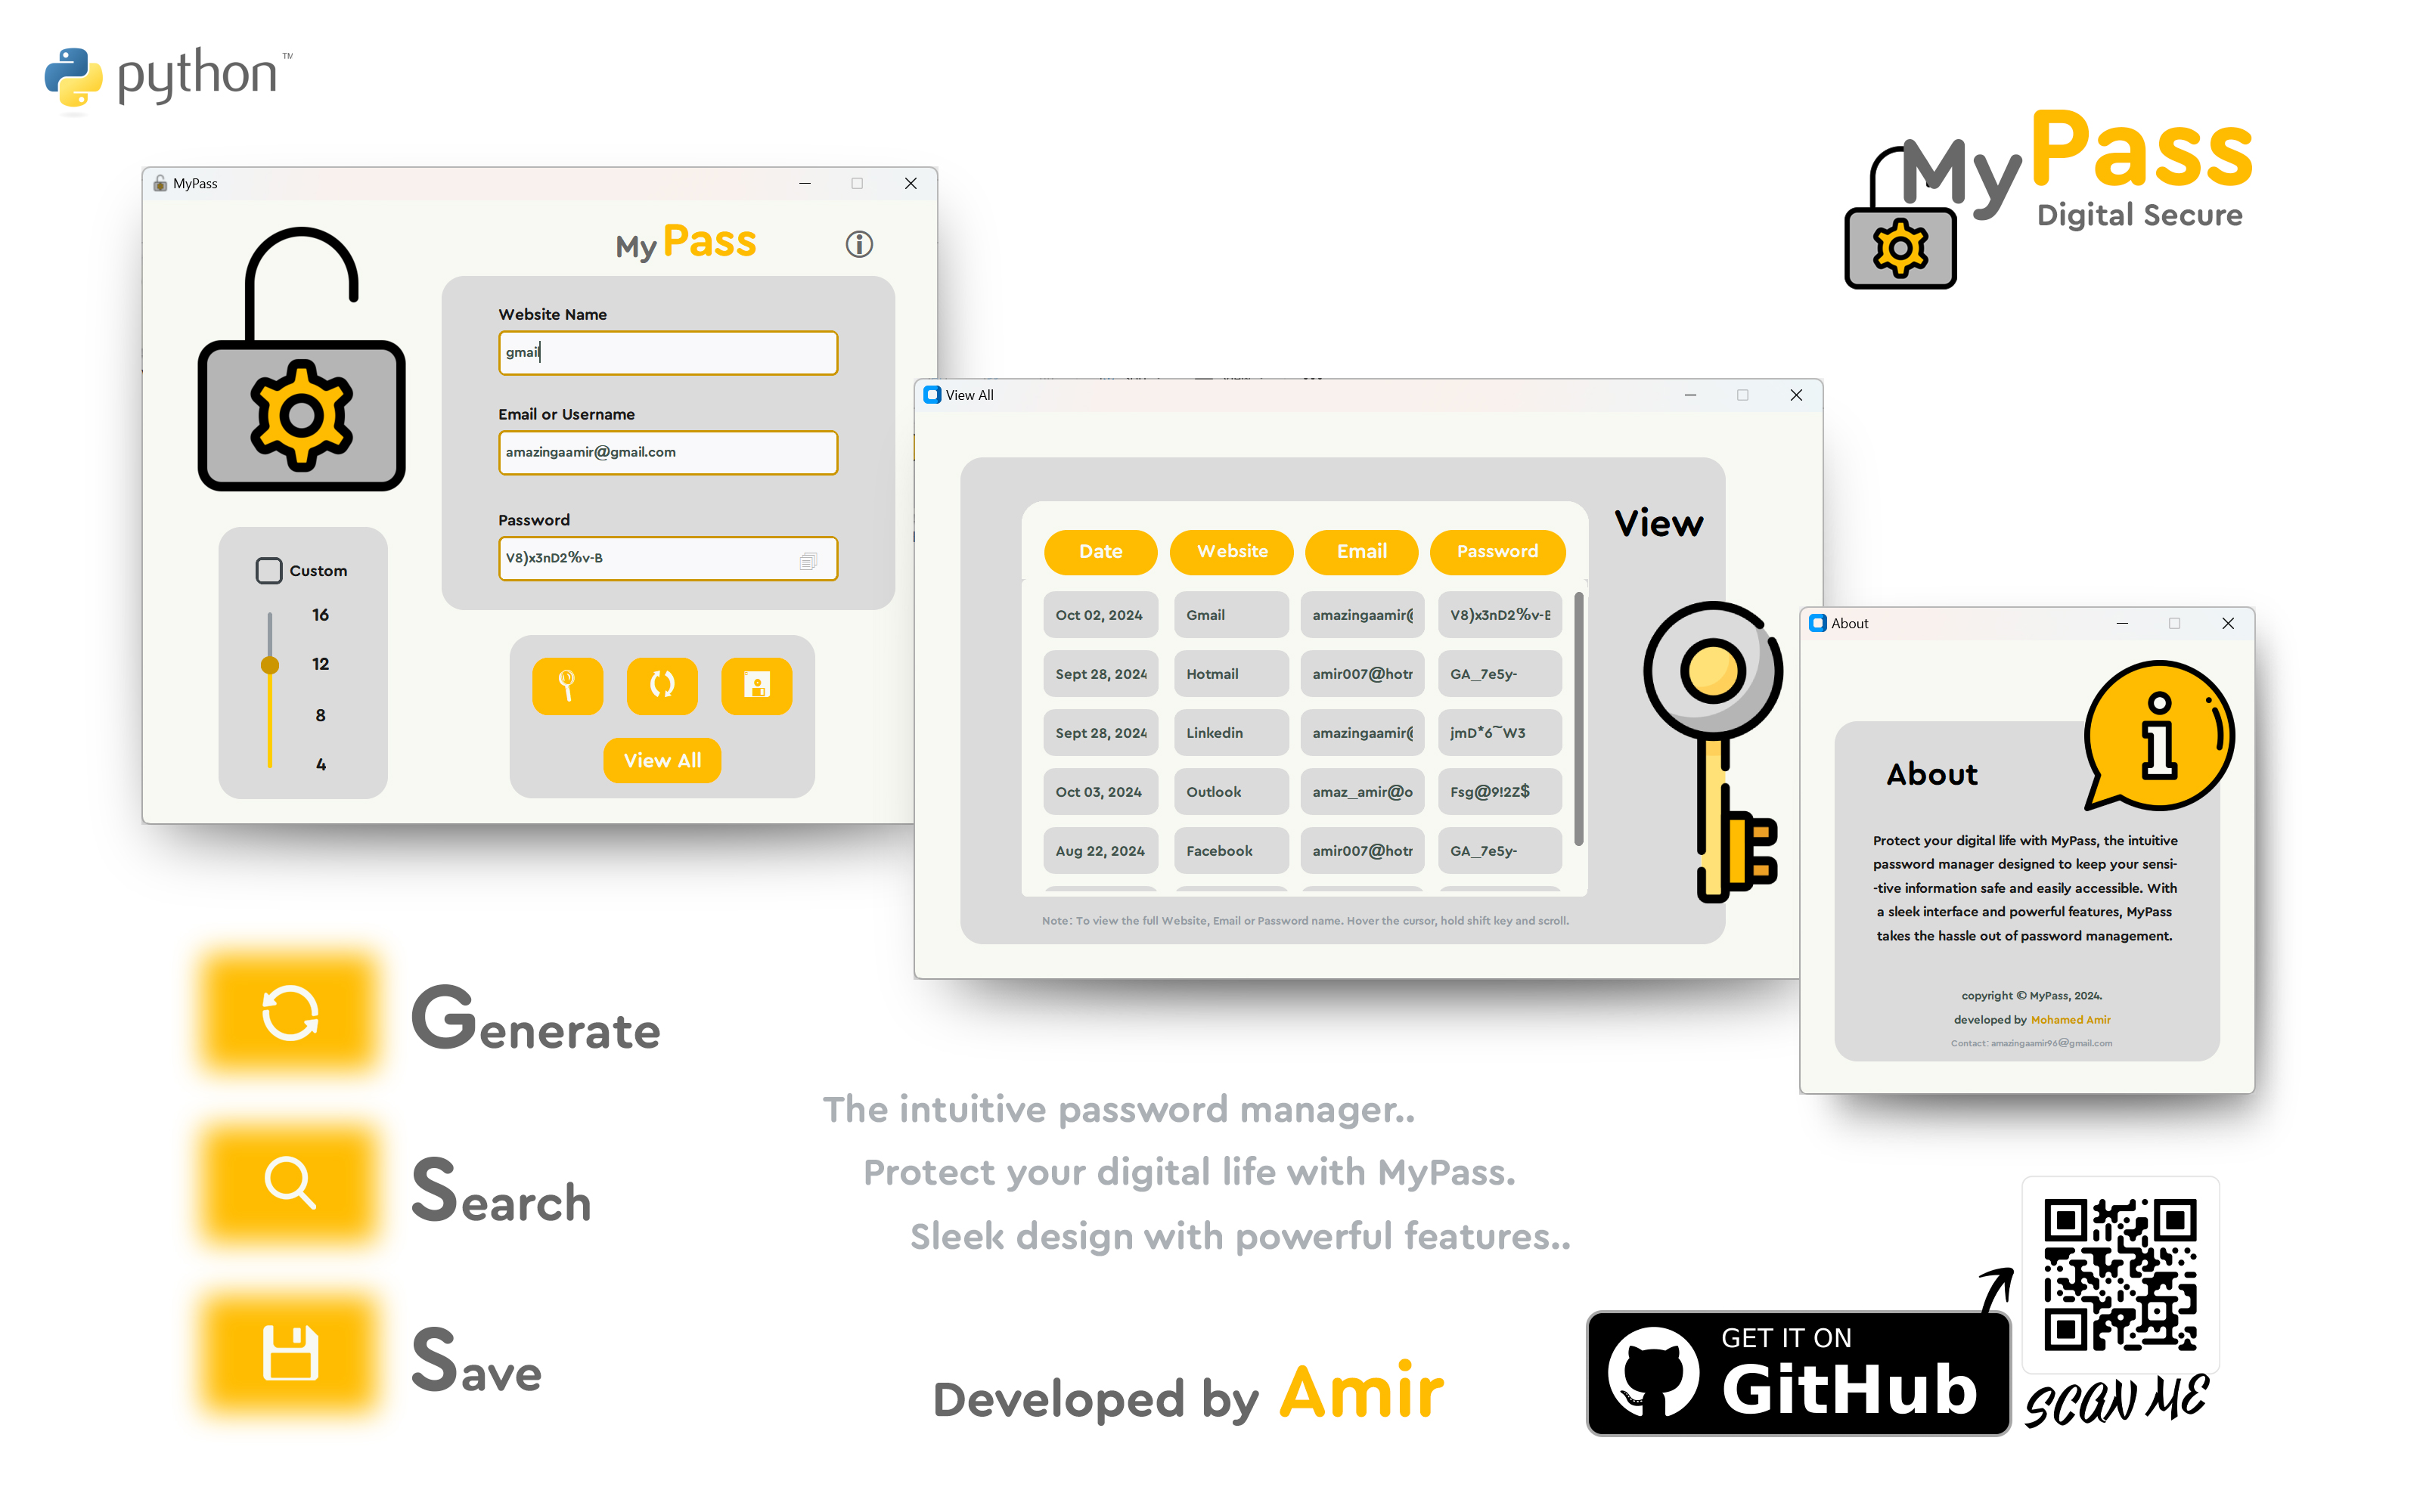 python™
My Pass
Digital Secure
MyPass
My Pass
Website Name
gmail
Email or Username
amazingaamir@gmail.com
Password
V8)x3nD2%v-B
Custom
16
12
8
4
View All
View All
View
Date Website Email Password
Oct 02, 2024 Gmail amazingaamir@ V8)x3nD2%v-B
Sept 28, 2024 Hotmail amir007@hotr GA_7e5y-
Sept 28, 2024 Linkedin amazingaamir@ jmD*6~W3
Oct 03, 2024 Outlook amaz_amir@o Fsg@9!2Z$
Aug 22, 2024 Facebook amir007@hotr GA_7e5y-
Note: To view the full Website, Email or Password name. Hover the cursor, hold shift key and scroll.
About
About
Protect your digital life with MyPass, the intuitive
password manager designed to keep your sensi-
-tive information safe and easily accessible. With
a sleek interface and powerful features, MyPass
takes the hassle out of password management.
copyright © MyPass, 2024.
developed by Mohamed Amir
Contact: amazingaamir96@gmail.com
Generate
Search
Save
The intuitive password manager..
Protect your digital life with MyPass.
Sleek design with powerful features..
Developed by Amir
GET IT ON
GitHub
SCAN ME